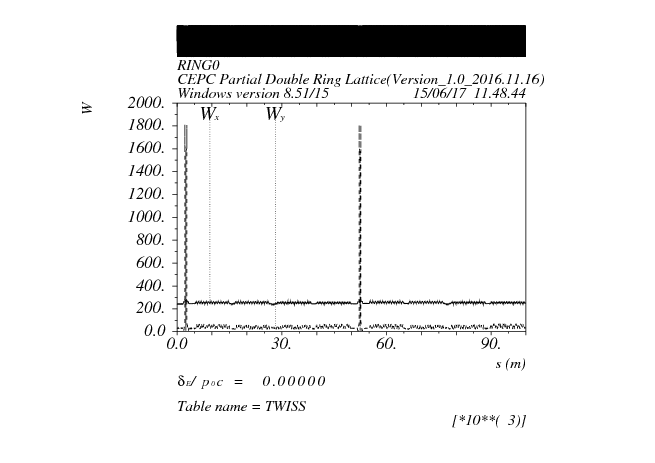 RING0
CEPC Partial Double Ring Lattice(Version_1.0_2016.11.16)
Windows version 8.51/15 15/06/17 11.48.44
W
2000.
Wx Wy
1800.
1600.
1400.
1200.
1000.
800.
600.
400.
200.
0.0
0.0 30. 60. 90.
s (m)
δE/ p0c = 0.00000
Table name = TWISS
[*10**( 3)]